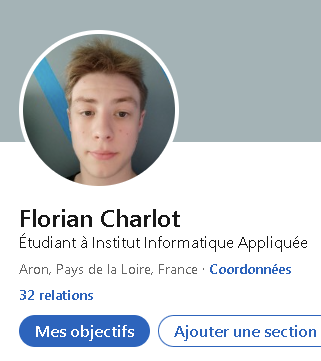 Florian Charlot
Étudiant à Institut Informatique Appliquée
Aron, Pays de la Loire, France · Coordonnées
32 relations
Mes objectifs
Ajouter une section